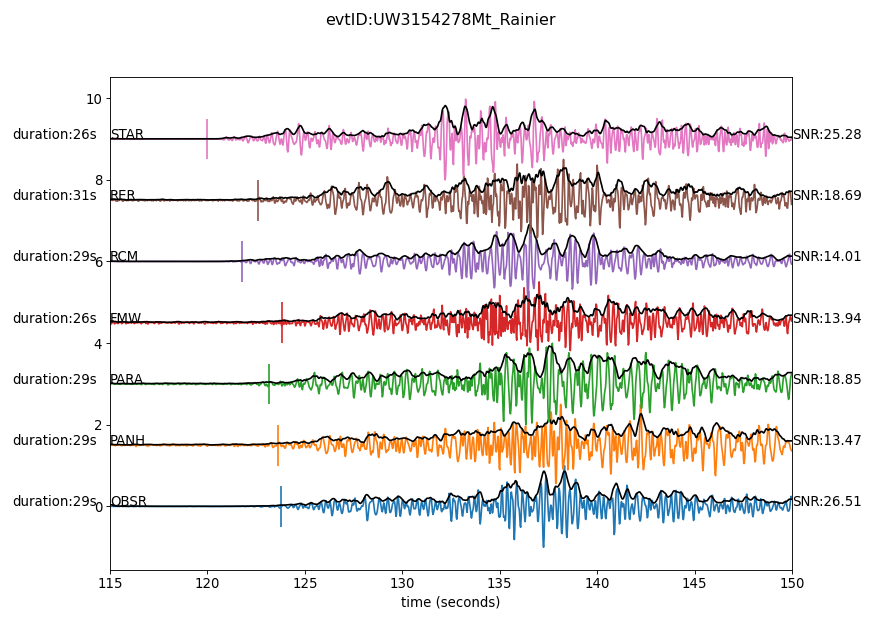 evtID:UW3154278Mt_Rainier
10
duration:26s STAR SNR:25.28
8
duration:31s RER SNR:18.69
duration:29s RCM SNR:14.01
6
duration:26s FMW SNR:13.94
4
duration:29s PARA SNR:18.85
2
duration:29s PANH SNR:13.47
duration:29s OBSR SNR:26.51
0
115 120 125 130 135 140 145 150
time (seconds)